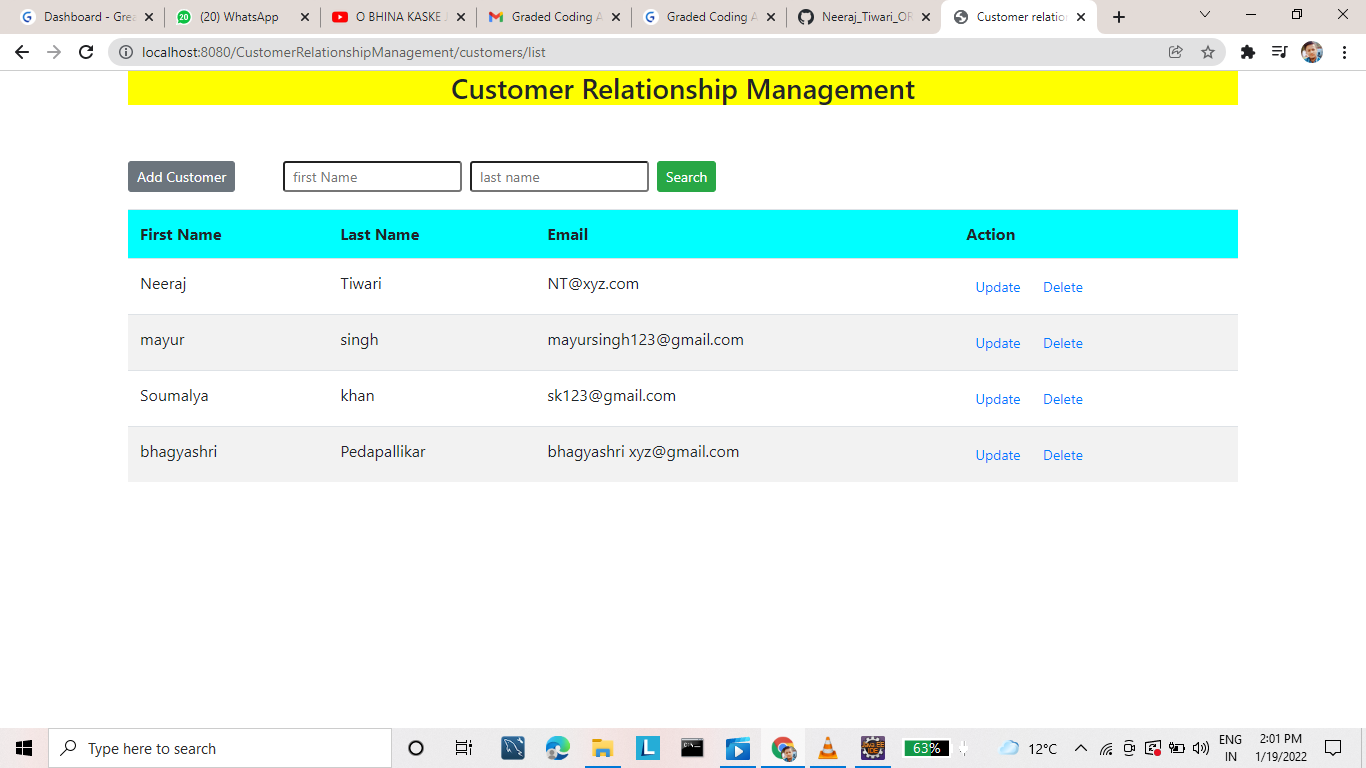 Dashboard - Grea
(20) WhatsApp
O BHINA KASKE J
Graded Coding A
Graded Coding A
Neeraj_Tiwari_OF
Customer relation
localhost:8080/CustomerRelationshipManagement/customers/list
Customer Relationship Management
Add Customer first Name last name Search
First Name Last Name Email Action
Neeraj Tiwari NT@xyz.com Update Delete
mayur singh mayursingh123@gmail.com Update Delete
Soumalya khan sk123@gmail.com Update Delete
bhagyashri Pedapallikar bhagyashri xyz@gmail.com Update Delete
Type here to search
63%
12°C
ENG
IN
2:01 PM
1/19/2022